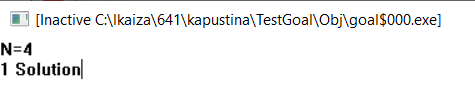 [Inactive C:\Ikaiza\641\kapustina\TestGoal\Obj\goal$000.exe]
N=4
1 Solution